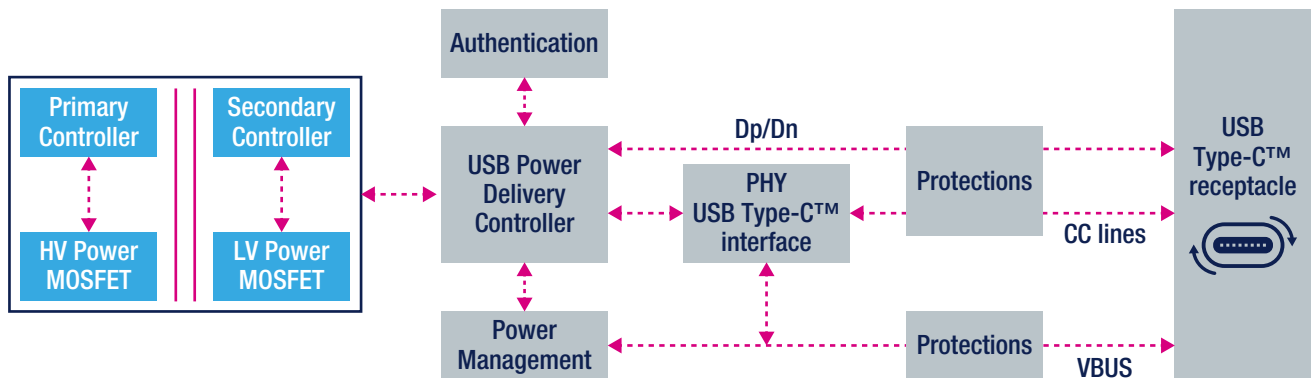 Authentication
Primary
Controller
Secondary
Controller
HV Power
MOSFET
LV Power
MOSFET
USB Power
Delivery
Controller
Power
Management
Dp/Dn
PHY
USB Type-C™
interface
Protections
CC lines
Protections
VBUS
USB
Type-C™
receptacle